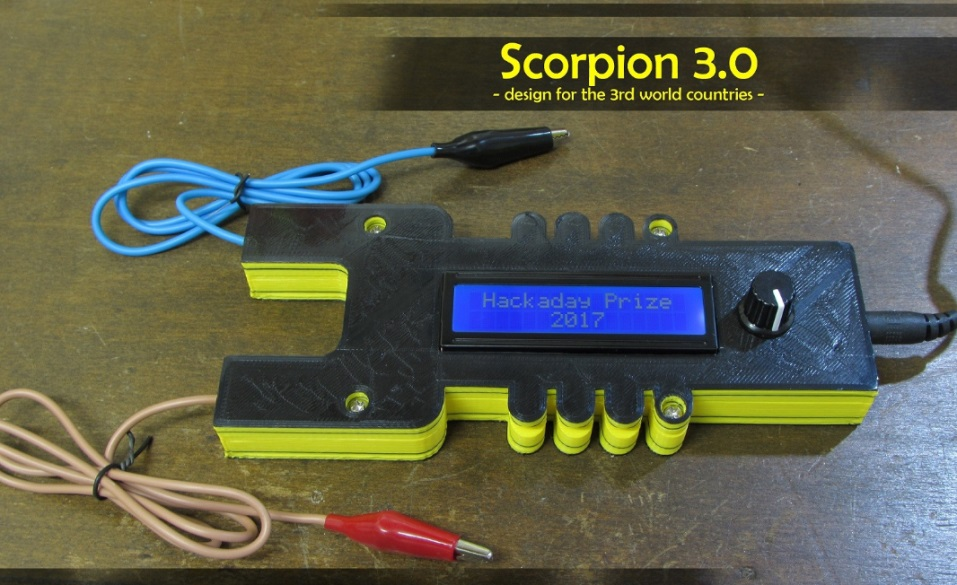 Scorpion 3.0
- design for the 3rd world countries -
Hackaday Prize
2017